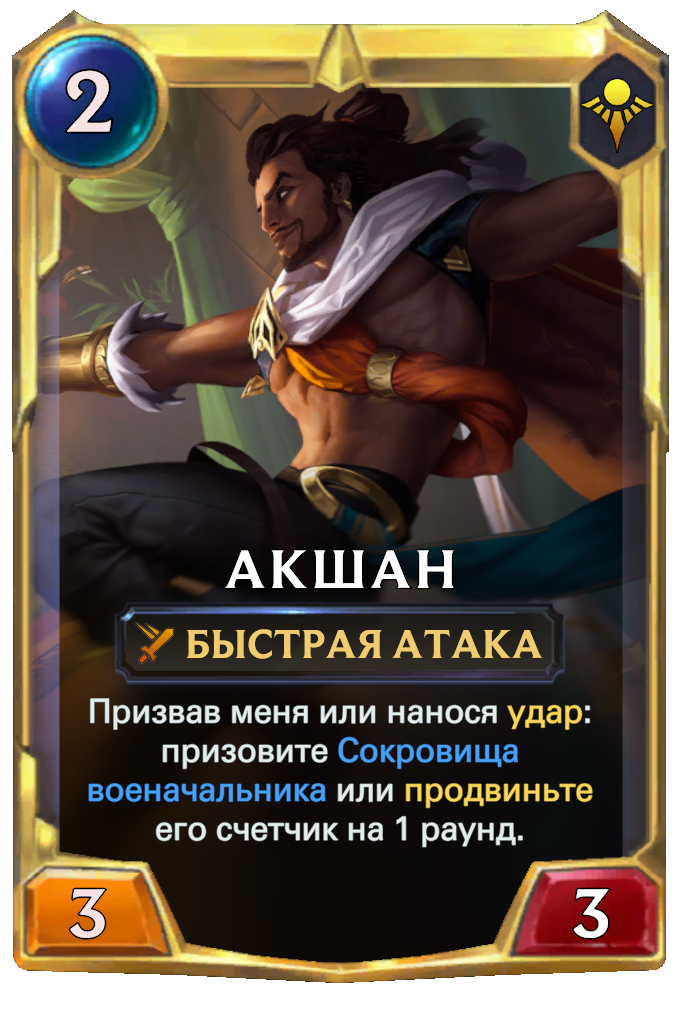 2
АКШАН
БЫСТРАЯ АТАКА
Призвав меня или нанося удар:
призовите Сокровища
военачальника или продвиньте
его счетчик на 1 раунд.
3
3